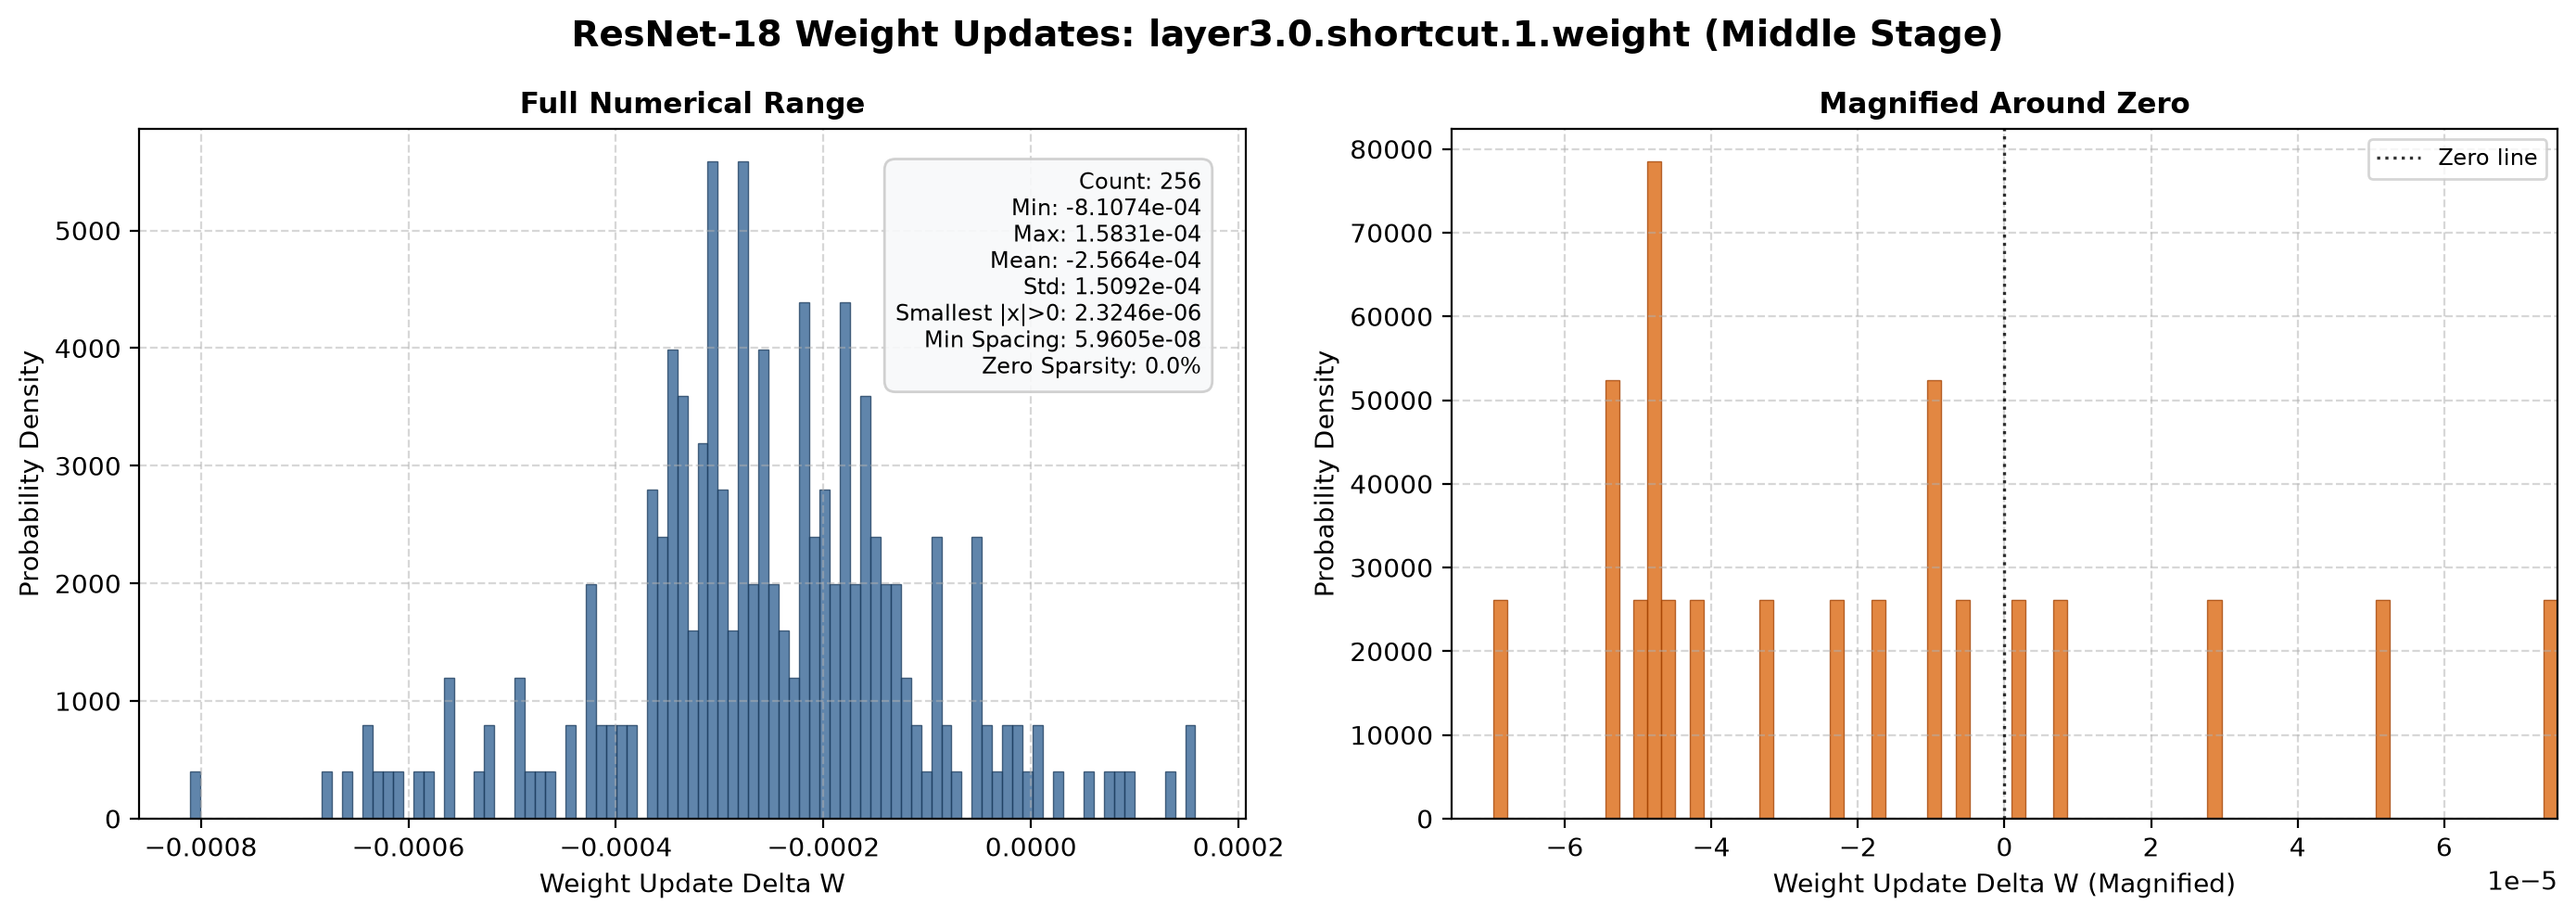 ResNet-18 Weight Updates: layer3.0.shortcut.1.weight (Middle Stage)
Full Numerical Range
Probability Density
5000
4000
3000
2000
1000
0
Count: 256
Min: -8.1074e-04
Max: 1.5831e-04
Mean: -2.5664e-04
Std: 1.5092e-04
Smallest |x|>0: 2.3246e-06
Min Spacing: 5.9605e-08
Zero Sparsity: 0.0%
−0.0008 −0.0006 −0.0004 −0.0002 0.0000 0.0002
Weight Update Delta W
Magnified Around Zero
Probability Density
80000
70000
60000
50000
40000
30000
20000
10000
0
Zero line
−6 −4 −2 0 2 4 6
1e−5
Weight Update Delta W (Magnified)